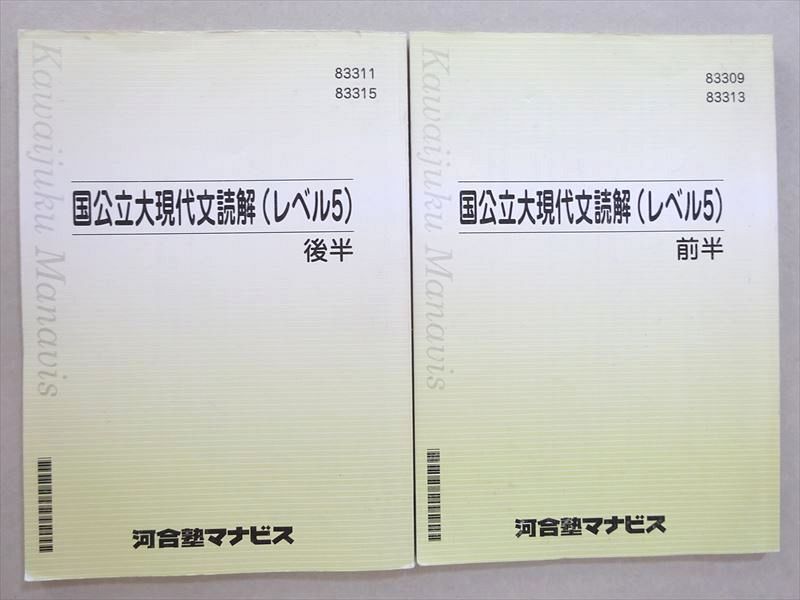 83311
83315
国公立大現代文読解(レベル5)
後半
Kawaijuku Manavis
河合塾マナビス
83309
83313
国公立大現代文読解(レベル5)
前半
Kawaijuku Manavis
河合塾マナビス